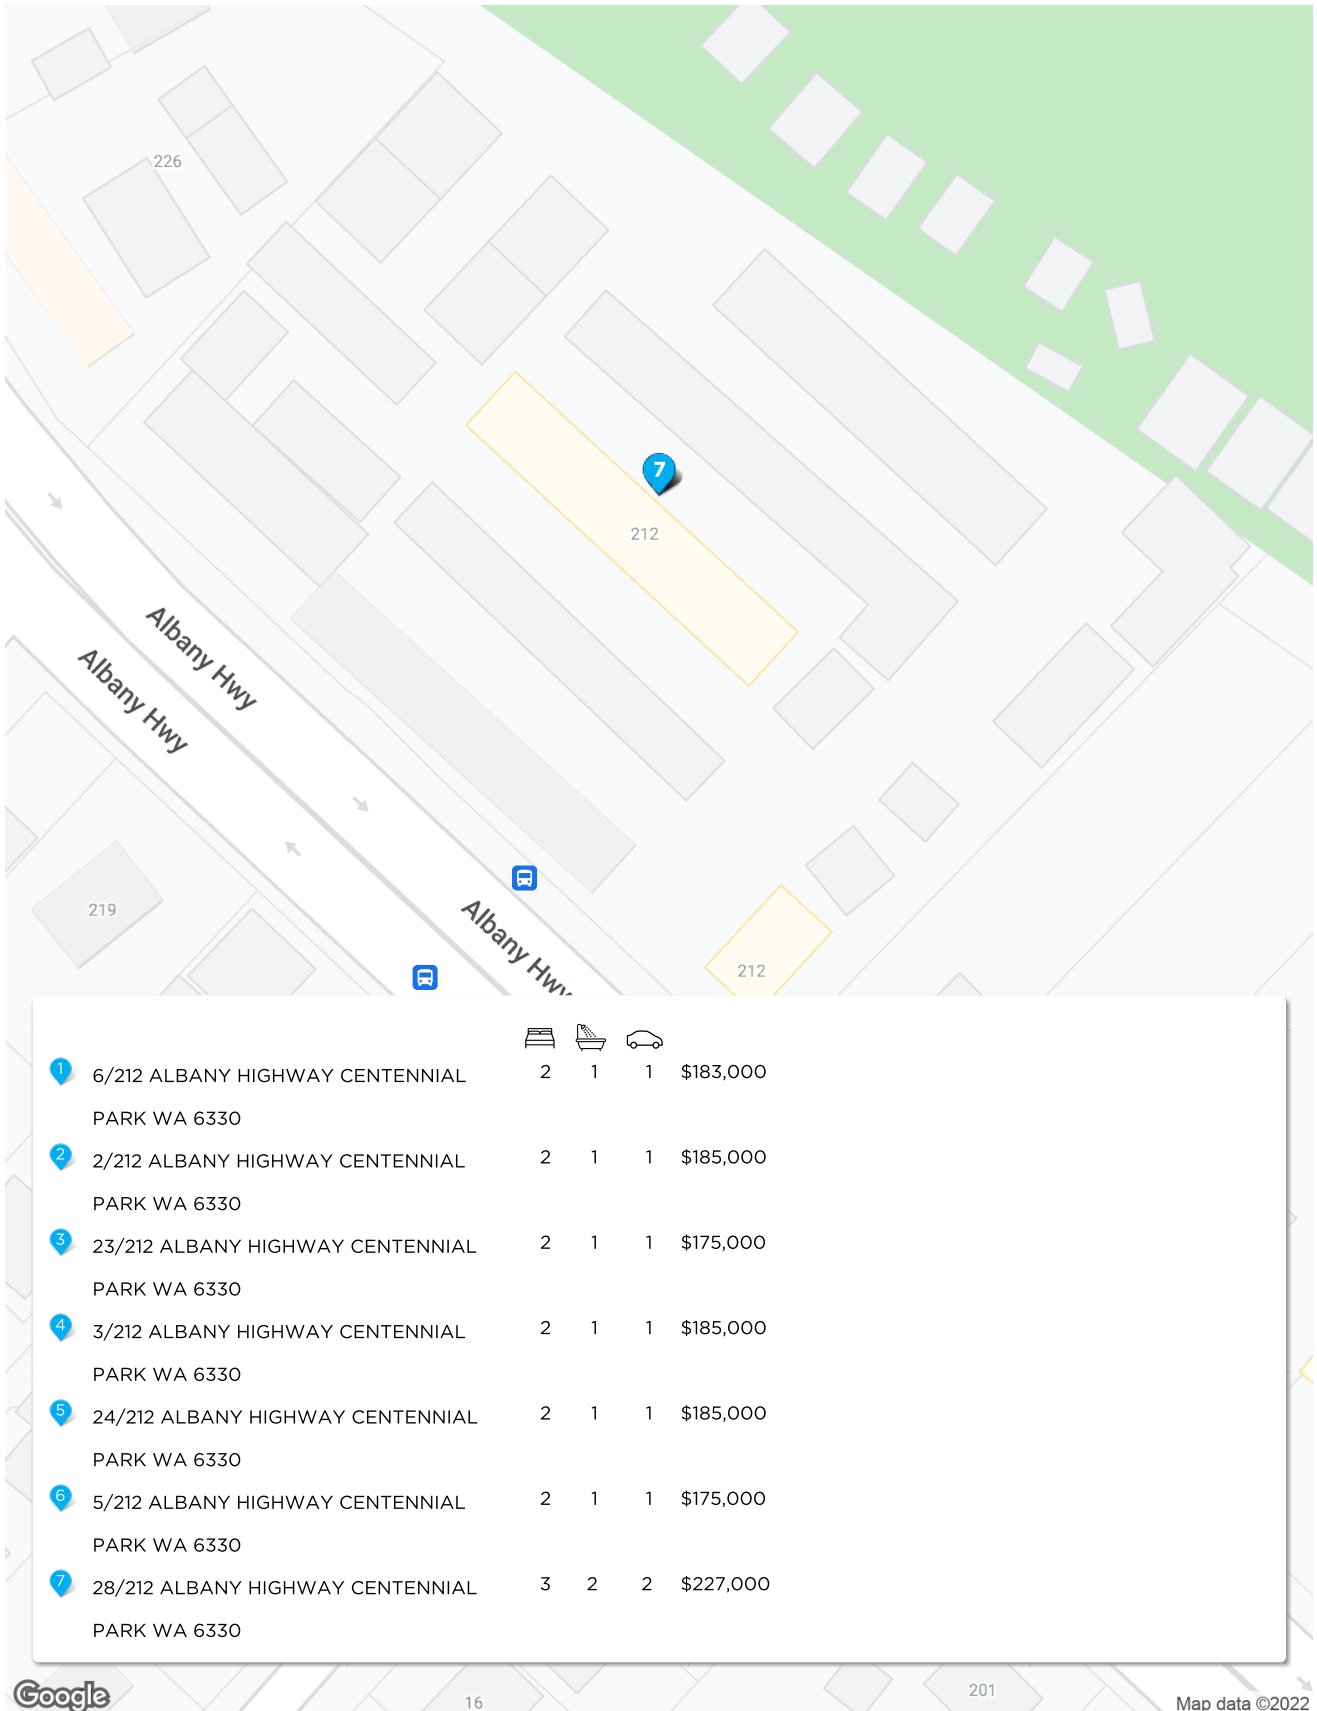 226
7
212
Albany Hwy
Albany Hwy
219
Albany Hwy
212
1 6/212 ALBANY HIGHWAY CENTENNIAL 2 1 1 $183,000
PARK WA 6330
2 2/212 ALBANY HIGHWAY CENTENNIAL 2 1 1 $185,000
PARK WA 6330
3 23/212 ALBANY HIGHWAY CENTENNIAL 2 1 1 $175,000
PARK WA 6330
4 3/212 ALBANY HIGHWAY CENTENNIAL 2 1 1 $185,000
PARK WA 6330
5 24/212 ALBANY HIGHWAY CENTENNIAL 2 1 1 $185,000
PARK WA 6330
6 5/212 ALBANY HIGHWAY CENTENNIAL 2 1 1 $175,000
PARK WA 6330
7 28/212 ALBANY HIGHWAY CENTENNIAL 3 2 2 $227,000
PARK WA 6330
Google
16
201
Map data ©2022